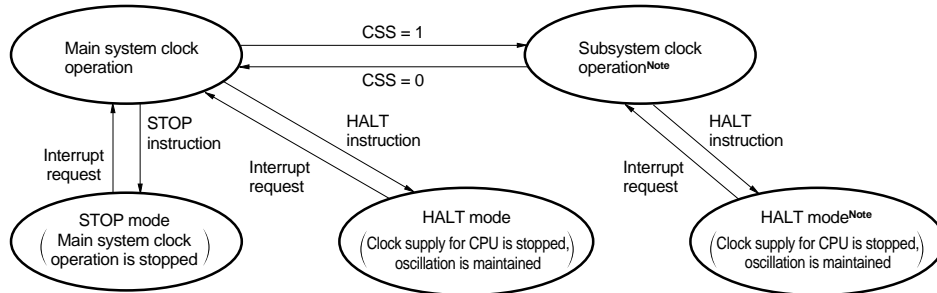 CSS = 1
Main system clock
operation
Subsystem clock
operationNote
CSS = 0
STOP
instruction
HALT
instruction
HALT
instruction
Interrupt
request
Interrupt
request
Interrupt
request
STOP mode
(Main system clock
operation is stopped)
HALT mode
(Clock supply for CPU is stopped,
oscillation is maintained)
HALT modeNote
(Clock supply for CPU is stopped,
oscillation is maintained)